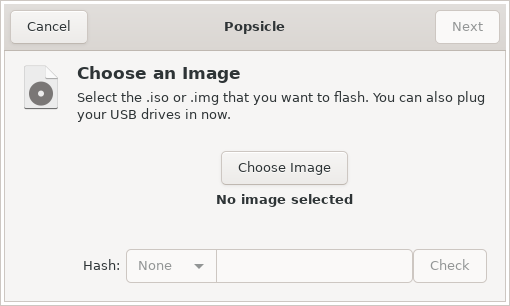 Cancel
Popsicle
Next
Choose an Image
Select the .iso or .img that you want to flash. You can also plug
your USB drives in now.
Choose Image
No image selected
Hash:
None
Check